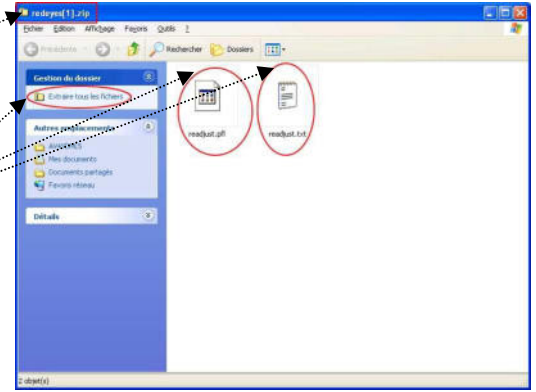 redeyes[1].zip
Fichier Edition Affichage Favoris Outils ?
Précédente Rechercher Dossiers
Gestion du dossier
Extraire tous les fichiers
Autres emplacements
Mes documents
Documents partagés
Favoris réseau
Détails
readjust.pfl
readjust.txt
2 objet(s)